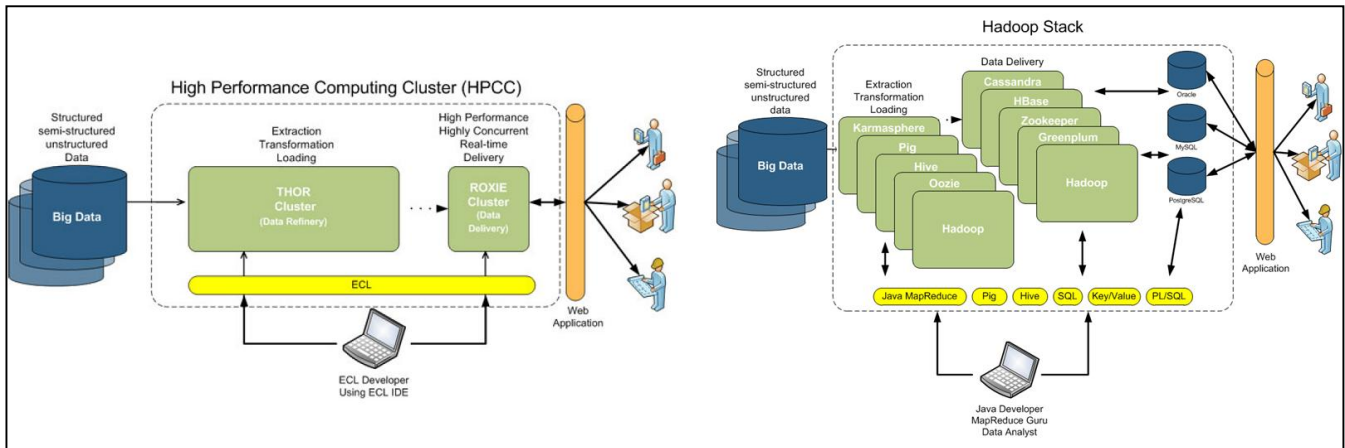 High Performance Computing Cluster (HPCC)
Structured
semi-structured
unstructured
Data
Big Data
Extraction
Transformation
Loading
THOR
Cluster
(Data Refinery)
. . .
High Performance
Highly Concurrent
Real-time
Delivery
ROXIE
Cluster
(Data
Delivery)
ECL
Web
Application
ECL Developer
Using ECL IDE
Hadoop Stack
Structured
semi-structured
unstructured
data
Big Data
Extraction
Transformation
Loading
Karmasphere
Pig
Hive
Oozie
Hadoop
Data Delivery
Cassandra
HBase
Zookeeper
Greenplum
Hadoop
Oracle
MySQL
PostgreSQL
Java MapReduce
Pig
Hive
SQL
Key/Value
PL/SQL
Web
Application
Java Developer
MapReduce Guru
Data Analyst